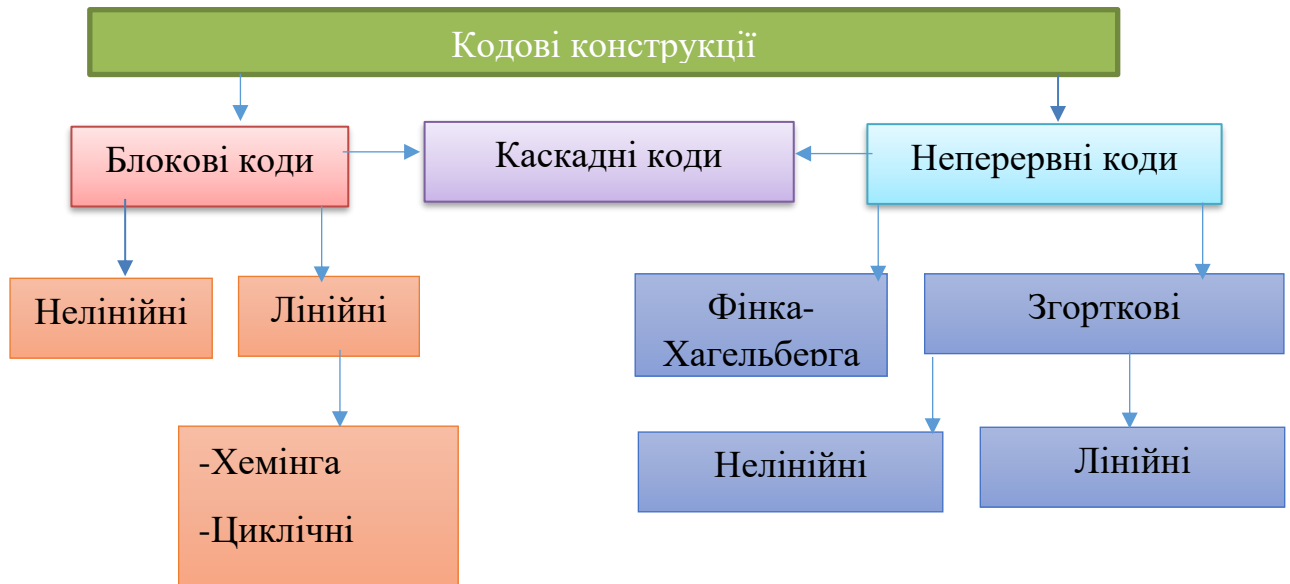 Кодові конструкції
Блокові коди
Каскадні коди
Неперервні коди
Нелінійні
Лінійні
Фінка-
Хагельберга
Згорткові
-Хемінга
-Циклічні
Нелінійні
Лінійні